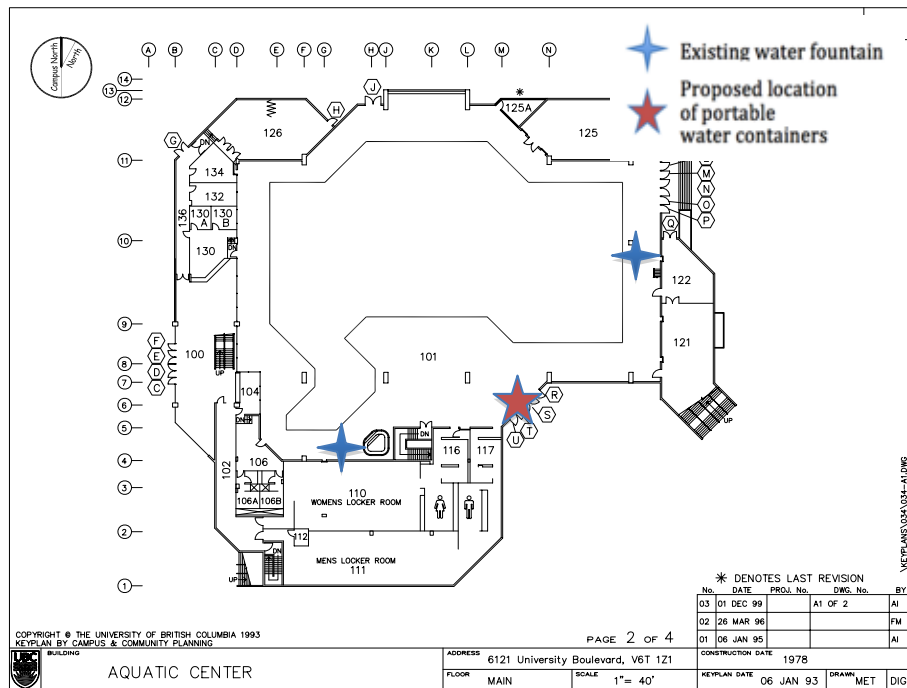 Campus North
North
A B C D E F G H J K L M N
Existing water fountain
Proposed location
of portable
water containers
14
13
12
11
10
9
8
7
6
5
4
3
2
1
H
J
G
DN
126
125A
125
134
132
136
130
A
130
B
130
DN
M
N
O
P
Q
122
121
UP
F
E
D
C
100
UP
101
104
R
S
T
U
DN
DN
102
106
106A
106B
116
117
110
WOMENS LOCKER ROOM
112
MENS LOCKER ROOM
111
DN
UP
\KEYPLANS\034\034-A1.DWG
* DENOTES LAST REVISION
No. DATE PROJ. No. DWG. No. BY
03 01 DEC 99 A1 OF 2 AI
02 26 MAR 96 FM
01 06 JAN 95 AI
COPYRIGHT © THE UNIVERSITY OF BRITISH COLUMBIA 1993
KEYPLAN BY CAMPUS & COMMUNITY PLANNING
PAGE 2 OF 4
UBC
BUILDING
AQUATIC CENTER
ADDRESS 6121 University Boulevard, V6T 1Z1
FLOOR MAIN
SCALE 1"= 40'
CONSTRUCTION DATE 1978
KEYPLAN DATE 06 JAN 93
DRAWN MET
DIG